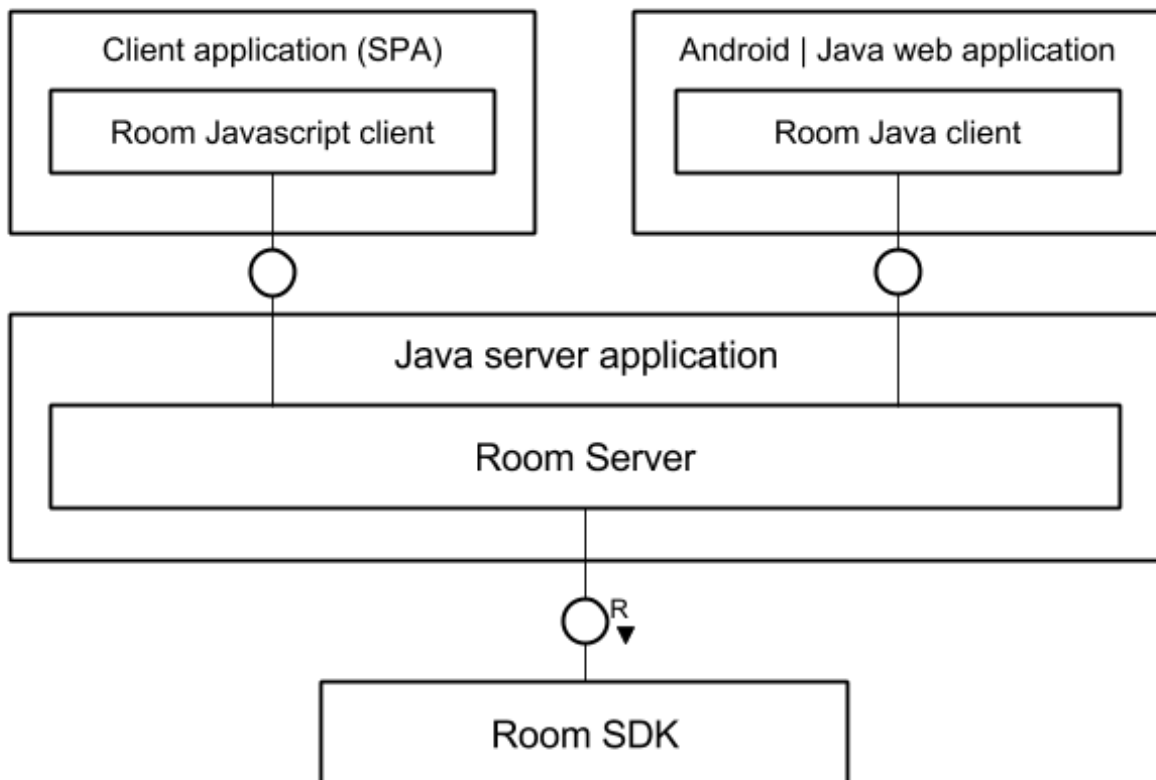 Client application (SPA)
Android | Java web application
Room Javascript client
Room Java client
Java server application
Room Server
R
Room SDK